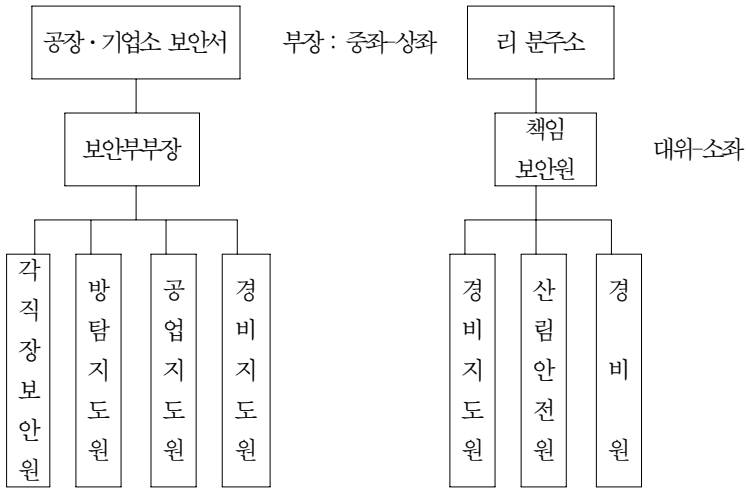 공장·기업소 보안서
부장 : 중좌-상좌
리 분주소
보안부부장
책임
보안원
대위-소좌
각직장보안원
방탐지도원
공업지도원
경비지도원
경비지도원
산림안전원
경비원